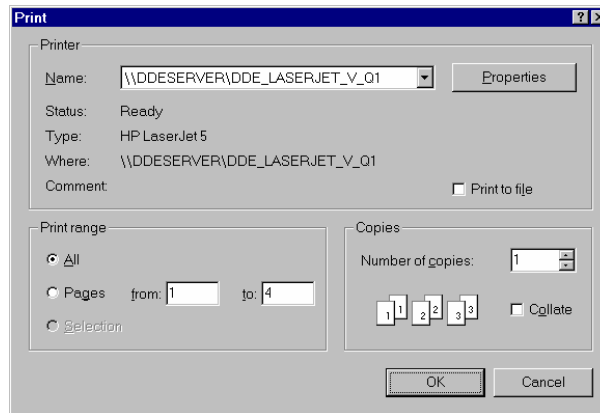 Print
Printer
Name: \\DDESERVER\DDE_LASERJET_V_Q1 Properties
Status: Ready
Type: HP LaserJet 5
Where: \\DDESERVER\DDE_LASERJET_V_Q1
Comment:
Print to file
Print range
All
Pages from: 1 to: 4
Selection
Copies
Number of copies: 1
1 1 2 2 3 3 Collate
OK Cancel